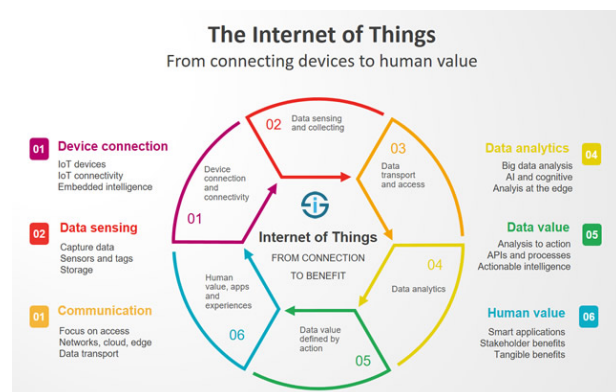 The Internet of Things
From connecting devices to human value
01
Device connection
IoT devices
IoT connectivity
Embedded intelligence
02
Data sensing
Capture data
Sensors and tags
Storage
01
Communication
Focus on access
Networks, cloud, edge
Data transport
02
Data sensing
and collecting
03
Data
transport
and access
Device
connection
and
connectivity
01
SiG
Internet of Things
FROM CONNECTION
TO BENEFIT
04
Data analytics
Human
value, apps
and
experiences
06
Data value
defined by
action
05
Data analytics
04
Big data analysis
AI and cognitive
Analyis at the edge
Data value
05
Analysis to action
APIs and processes
Actionable intelligence
Human value
06
Smart applications
Stakeholder benefits
Tangible benefits